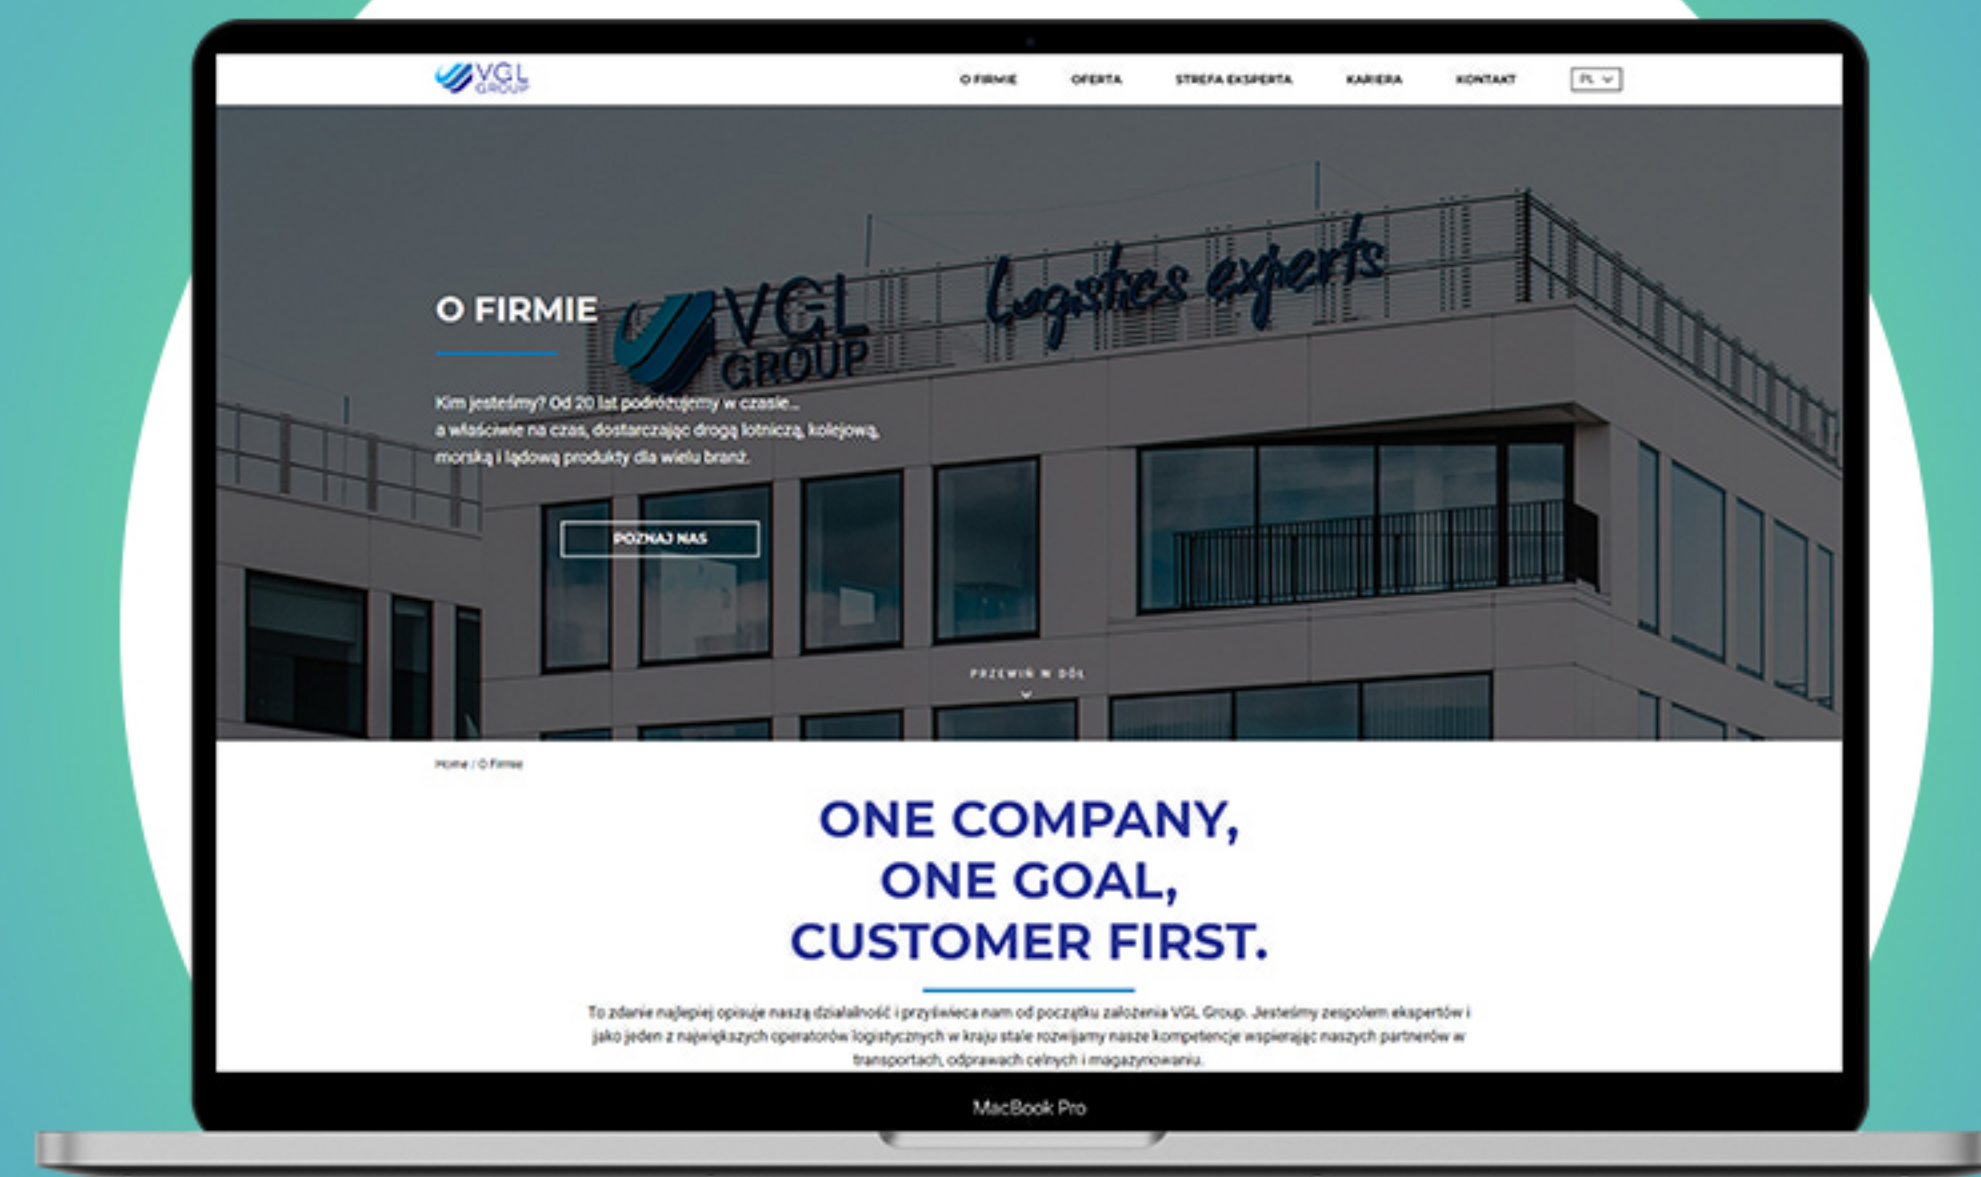 VGL
GROUP
O FIRMIE
OFERTA
STREFA EKSPERTA
KARIERA
KONTAKT
PL
VGL
GROUP
Logistics experts
O FIRMIE
Kim jesteśmy? Od 20 lat podróżujemy w czasie...
a właściwie na czas, dostarczając drogą lotniczą, kolejową,
morską i lądową produkty dla wielu branż.
POZNAJ NAS
PRZEWIŃ W DÓŁ
Home / O Firmie
ONE COMPANY,
ONE GOAL,
CUSTOMER FIRST.
To zdanie najlepiej opisuje naszą działalność i przyświeca nam od początku założenia VGL Group. Jesteśmy zespołem ekspertów i
jako jeden z największych operatorów logistycznych w kraju stale rozwijamy nasze kompetencje wspierając naszych partnerów w
transportach, odprawach celnych i magazynowaniu.
MacBook Pro